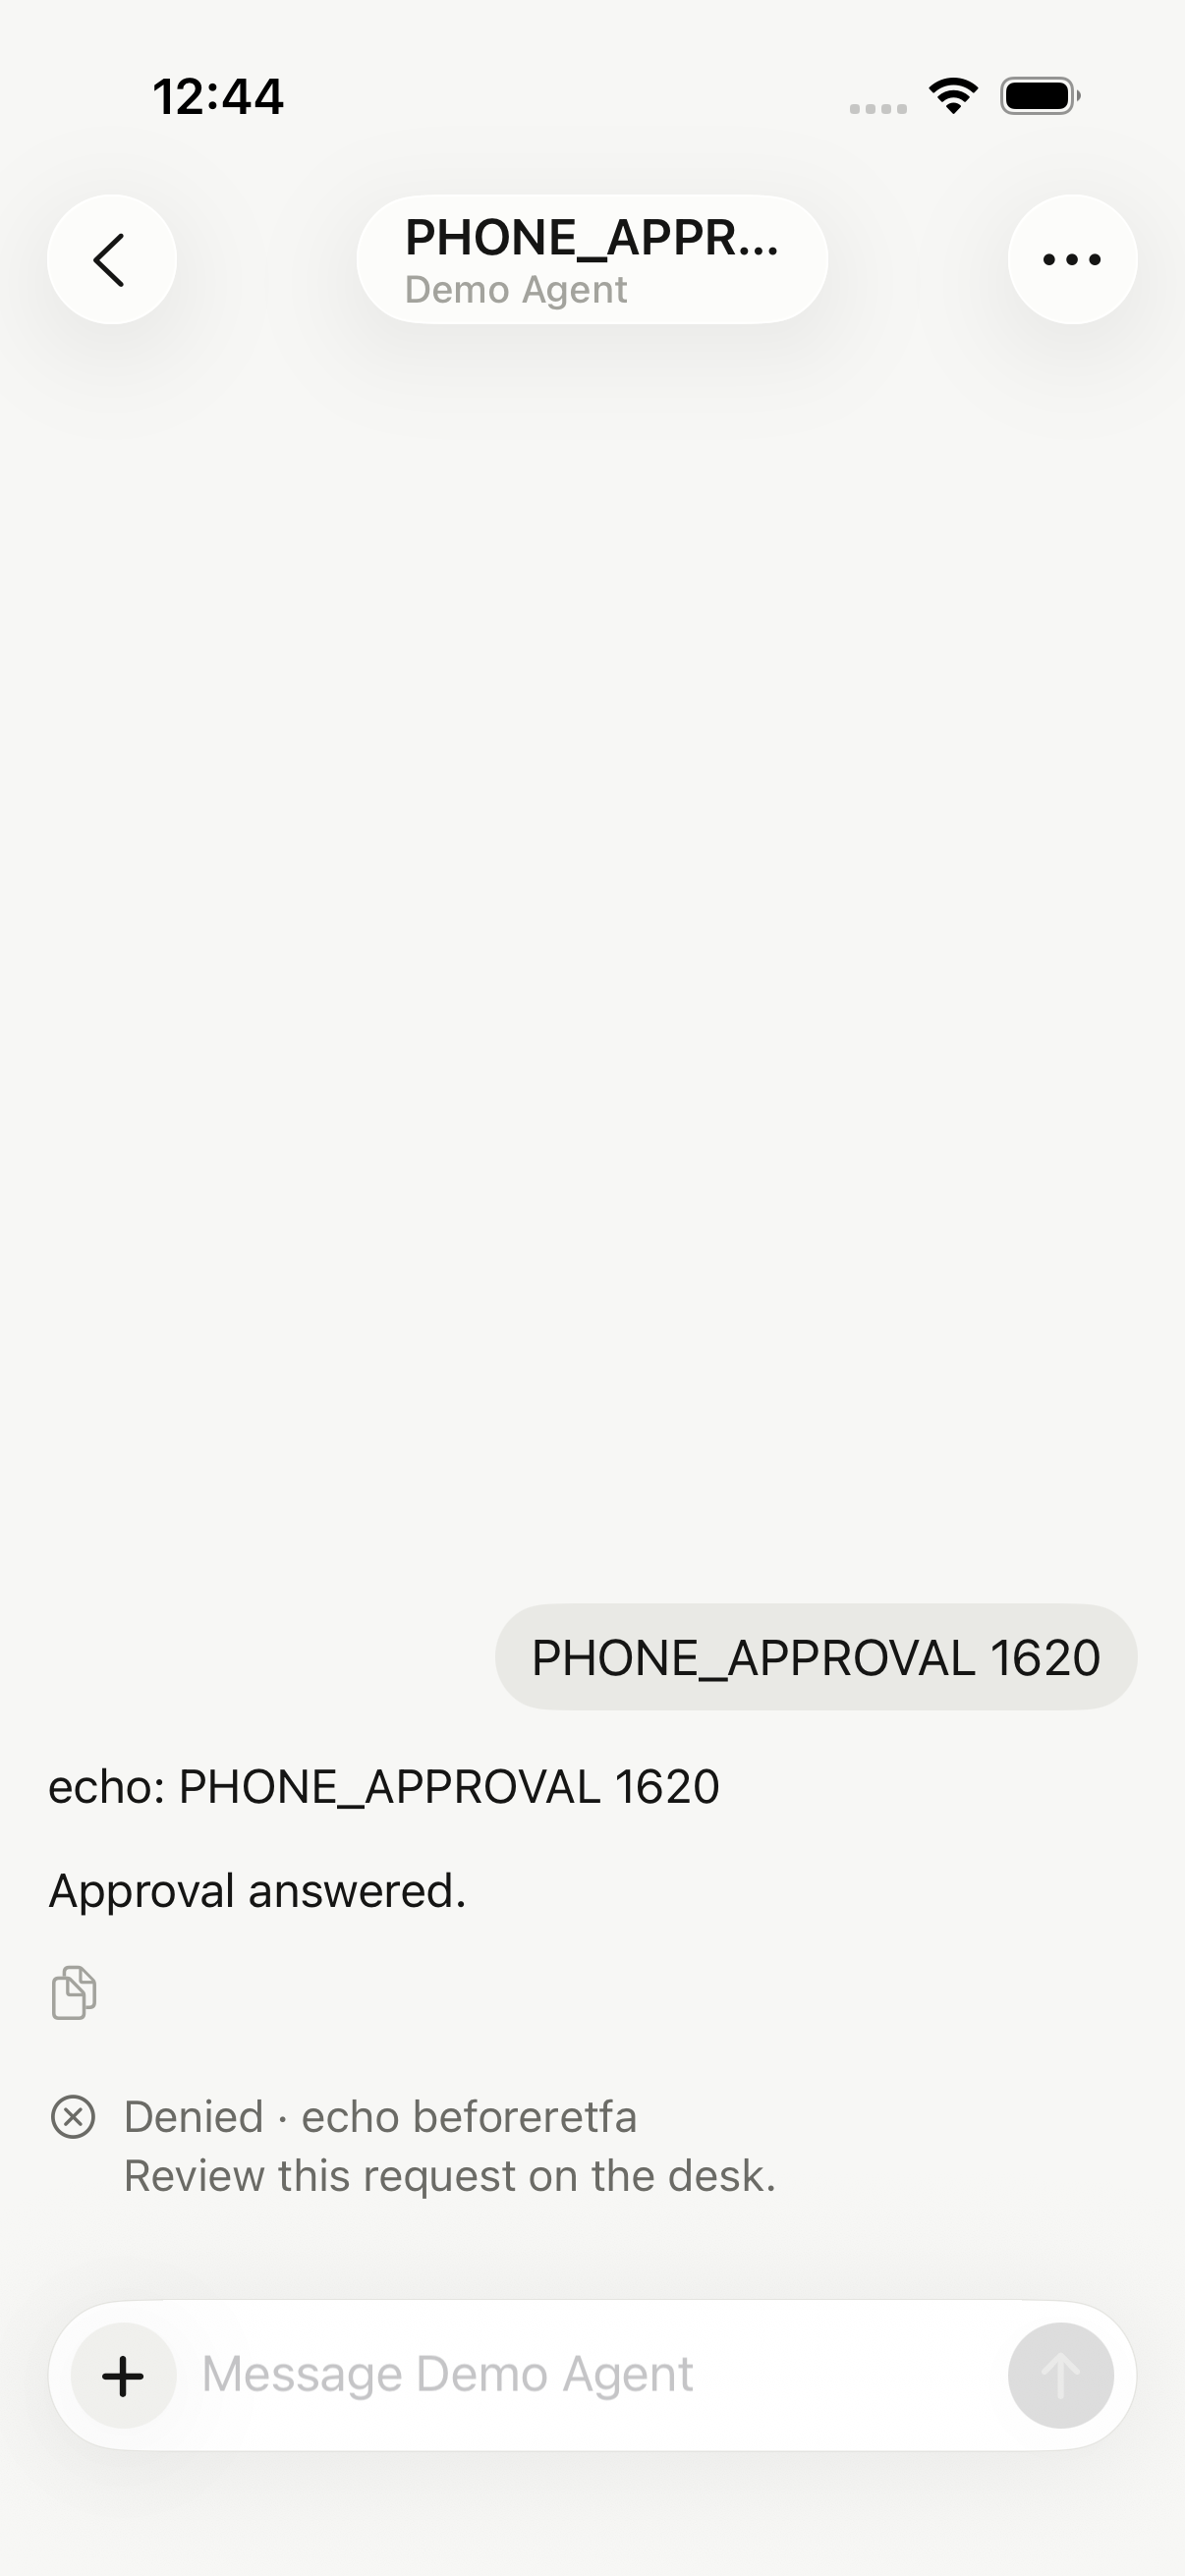 12:44
PHONE_APPR...
Demo Agent
PHONE_APPROVAL 1620
echo: PHONE_APPROVAL 1620
Approval answered.
Denied · echo beforeretfa
Review this request on the desk.
Message Demo Agent